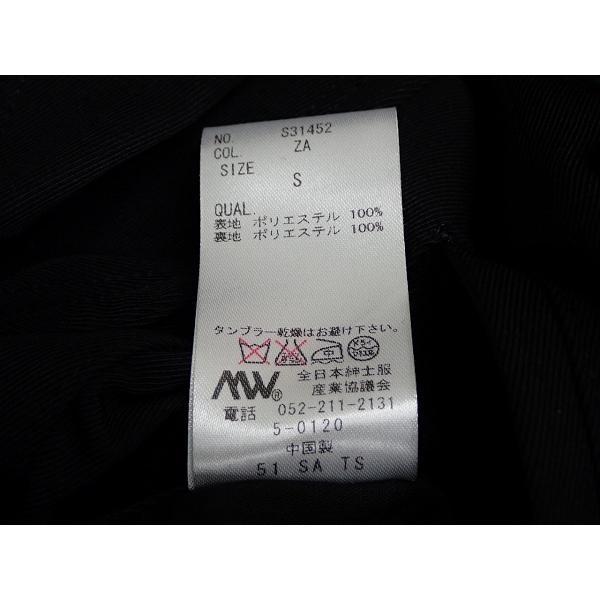 NO. S31452
COL. ZA
SIZE
S
QUAL.
表地 ポリエステル 100%
裏地 ポリエステル 100%
タンブラー乾燥はお避け下さい。
中
MW® 全日本紳士服
産業協議会
電話 052-211-2131
5-0120
中国製
51 SA TS